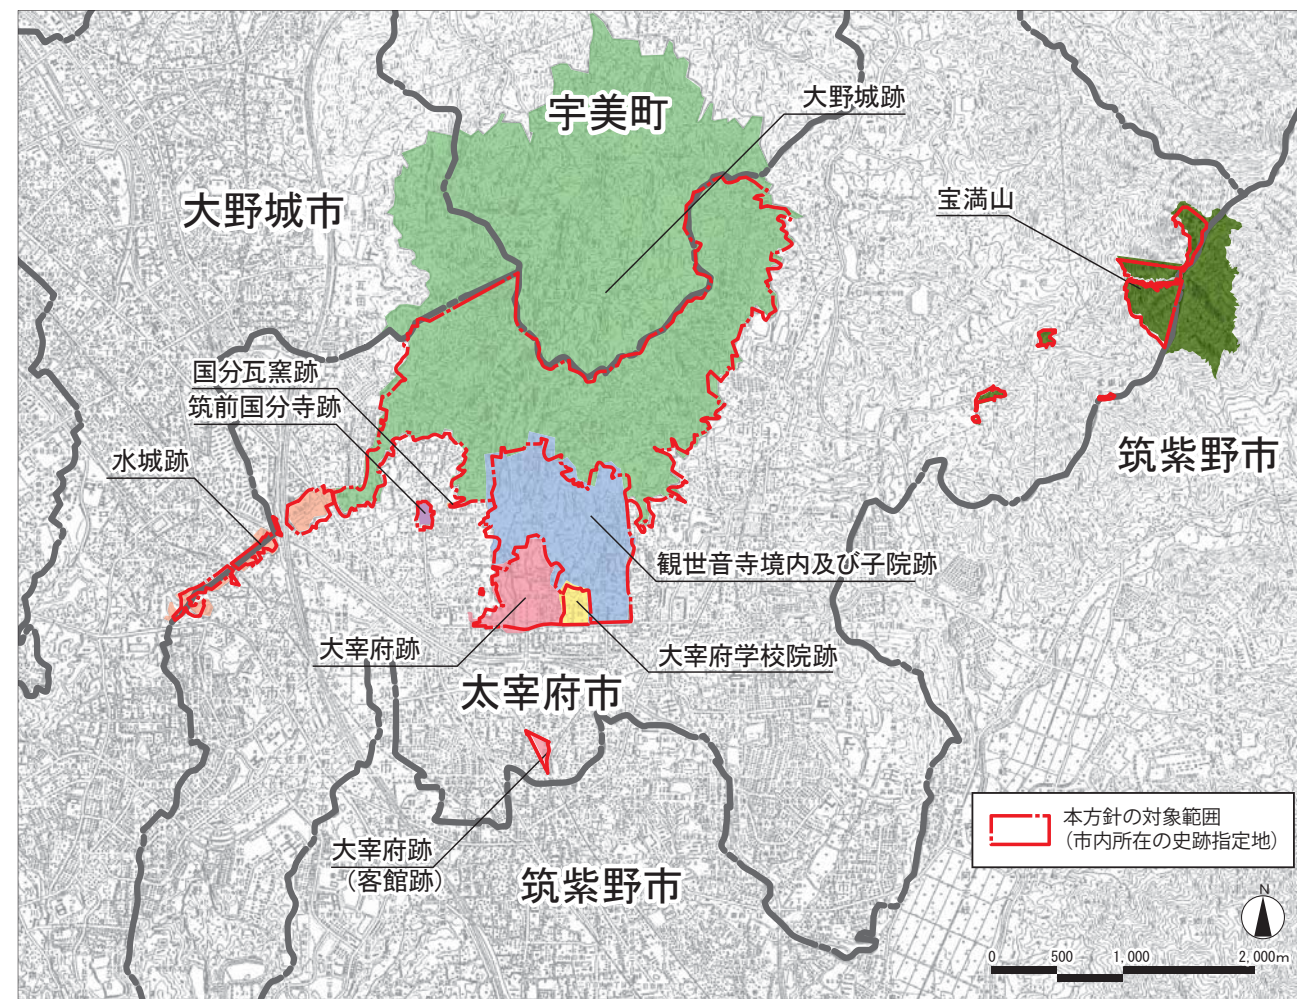 宇美町
大野城跡
大野城市
宝満山
国分瓦窯跡
筑前国分寺跡
水城跡
筑紫野市
観世音寺境内及び子院跡
大宰府跡
大宰府学校院跡
太宰府市
大宰府跡
（客館跡）
筑紫野市
本方針の対象範囲
（市内所在の史跡指定地）
N
0 500 1,000 2,000m